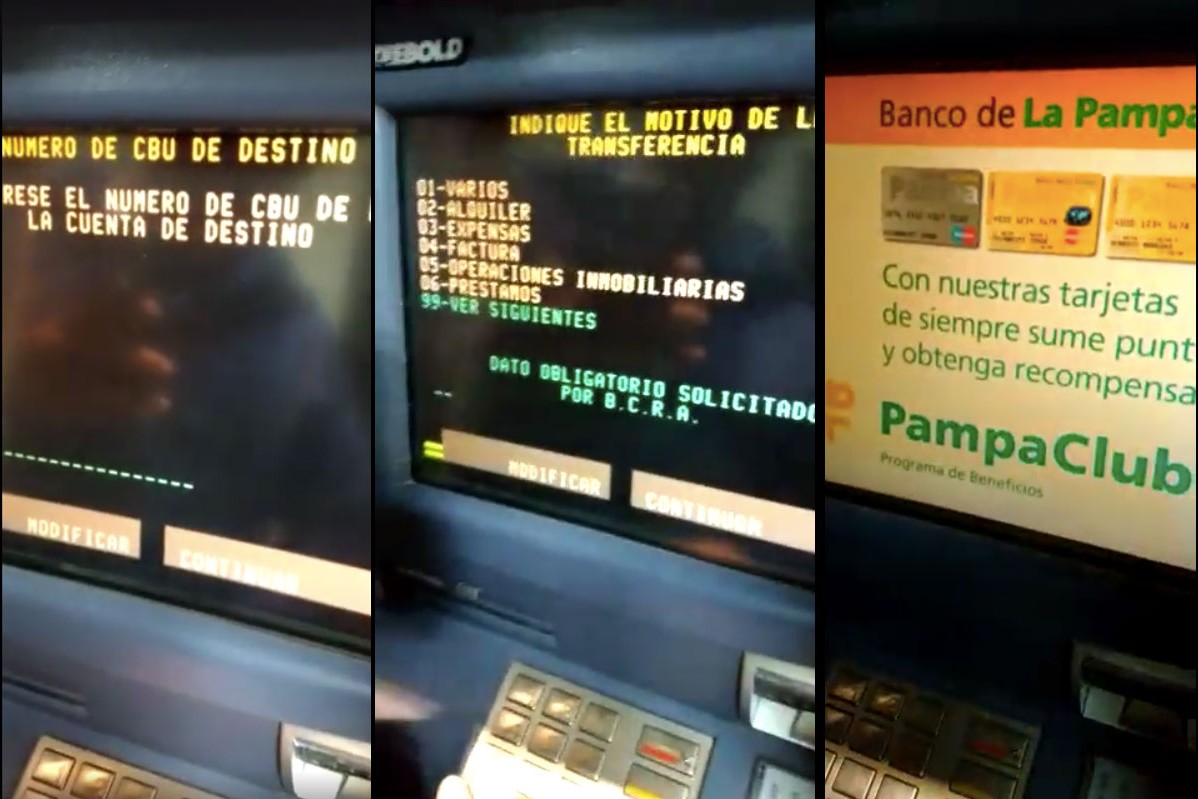 NUMERO DE CBU DE DESTINO
RESE EL NUMERO DE CBU DE
LA CUENTA DE DESTINO
MODIFICAR
CONTINUAR
EBOLD
INDIQUE EL MOTIVO DE L
TRANSFERENCIA
01-VARIOS
02-ALQUILER
03-EXPENSAS
04-FACTURA
05-OPERACIONES INMOBILIARIAS
06-PRESTAMOS
99-VER SIGUIENTES
DATO OBLIGATORIO SOLICITADO
POR B.C.R.A.
MODIFICAR
CONTINUAR
Banco de La Pampa
Con nuestras tarjetas
de siempre sume punt
y obtenga recompensa
PampaClub
Programa de Beneficios